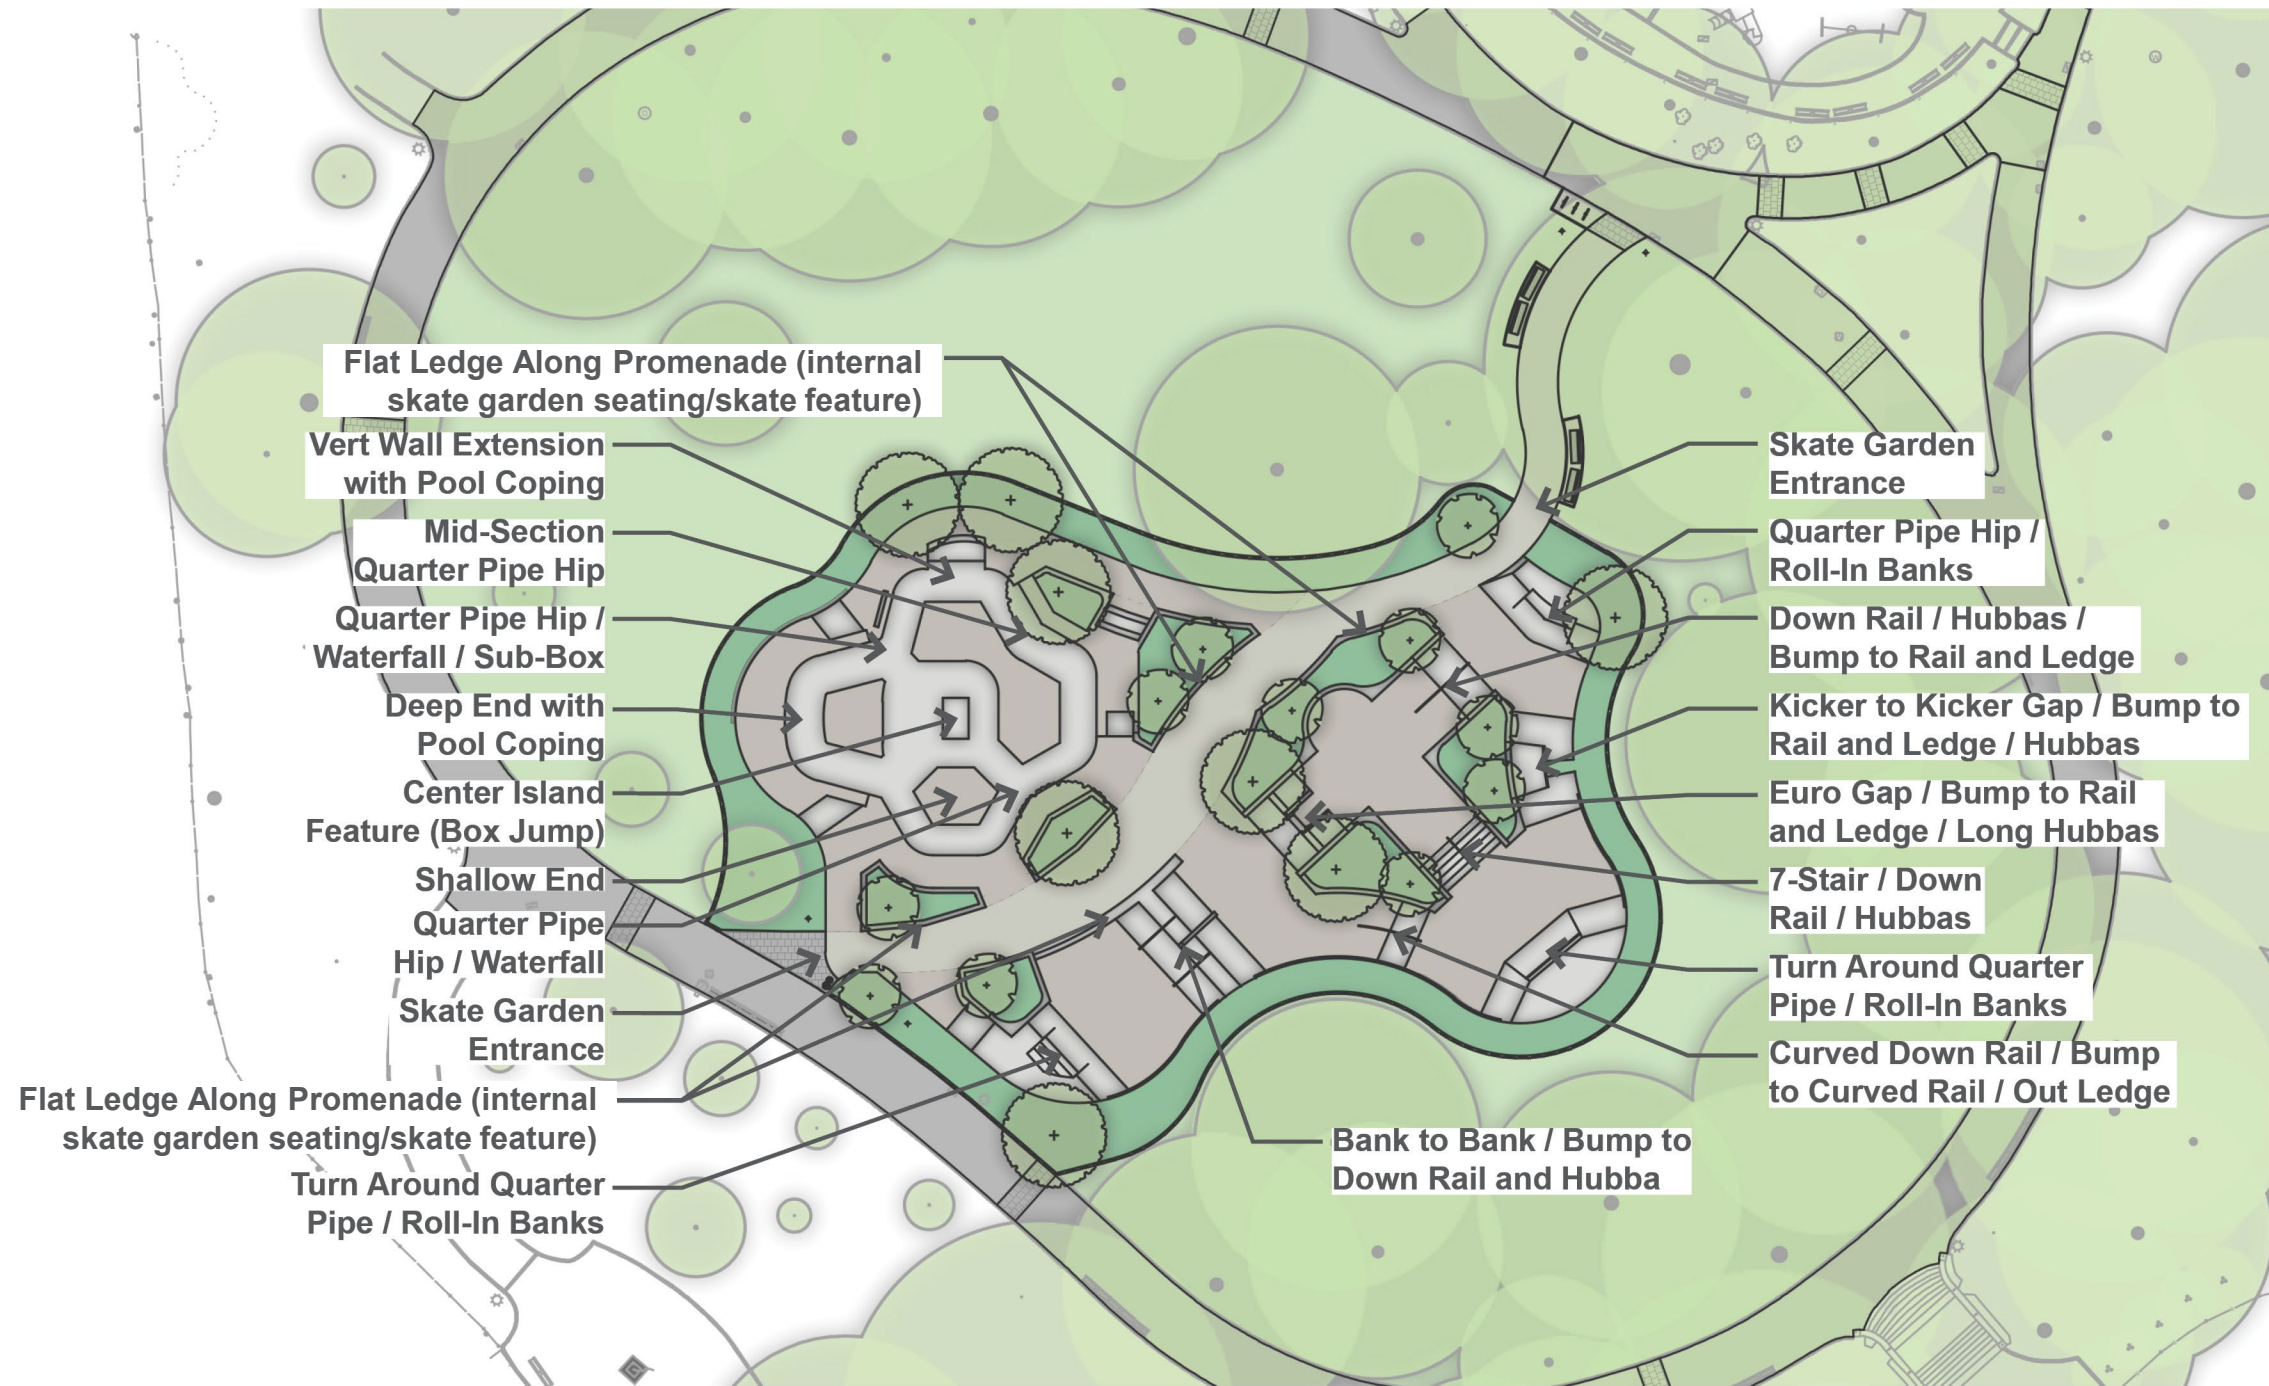 Flat Ledge Along Promenade (internal
skate garden seating/skate feature)
Vert Wall Extension
with Pool Coping
Mid-Section
Quarter Pipe Hip
Quarter Pipe Hip /
Waterfall / Sub-Box
Deep End with
Pool Coping
Center Island
Feature (Box Jump)
Shallow End
Quarter Pipe
Hip / Waterfall
Skate Garden
Entrance
Flat Ledge Along Promenade (internal
skate garden seating/skate feature)
Turn Around Quarter
Pipe / Roll-In Banks
Skate Garden
Entrance
Quarter Pipe Hip /
Roll-In Banks
Down Rail / Hubbas /
Bump to Rail and Ledge
Kicker to Kicker Gap / Bump to
Rail and Ledge / Hubbas
Euro Gap / Bump to Rail
and Ledge / Long Hubbas
7-Stair / Down
Rail / Hubbas
Turn Around Quarter
Pipe / Roll-In Banks
Curved Down Rail / Bump
to Curved Rail / Out Ledge
Bank to Bank / Bump to
Down Rail and Hubba